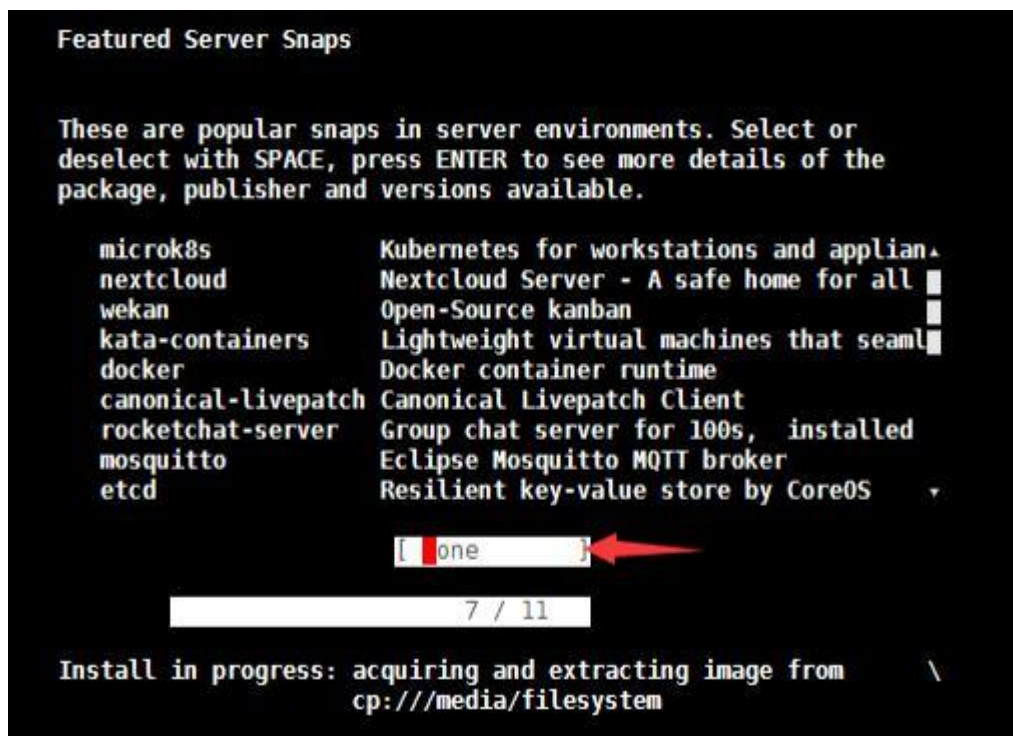 Featured Server Snaps
These are popular snaps in server environments. Select or
deselect with SPACE, press ENTER to see more details of the
package, publisher and versions available.
microk8s Kubernetes for workstations and applian
nextcloud Nextcloud Server - A safe home for all
wekan Open-Source kanban
kata-containers Lightweight virtual machines that seaml
docker Docker container runtime
canonical-livepatch Canonical Livepatch Client
rocketchat-server Group chat server for 100s, installed
mosquitto Eclipse Mosquitto MQTT broker
etcd Resilient key-value store by CoreOS
[ one ]
7 / 11
Install in progress: acquiring and extracting image from \
cp:///media/filesystem